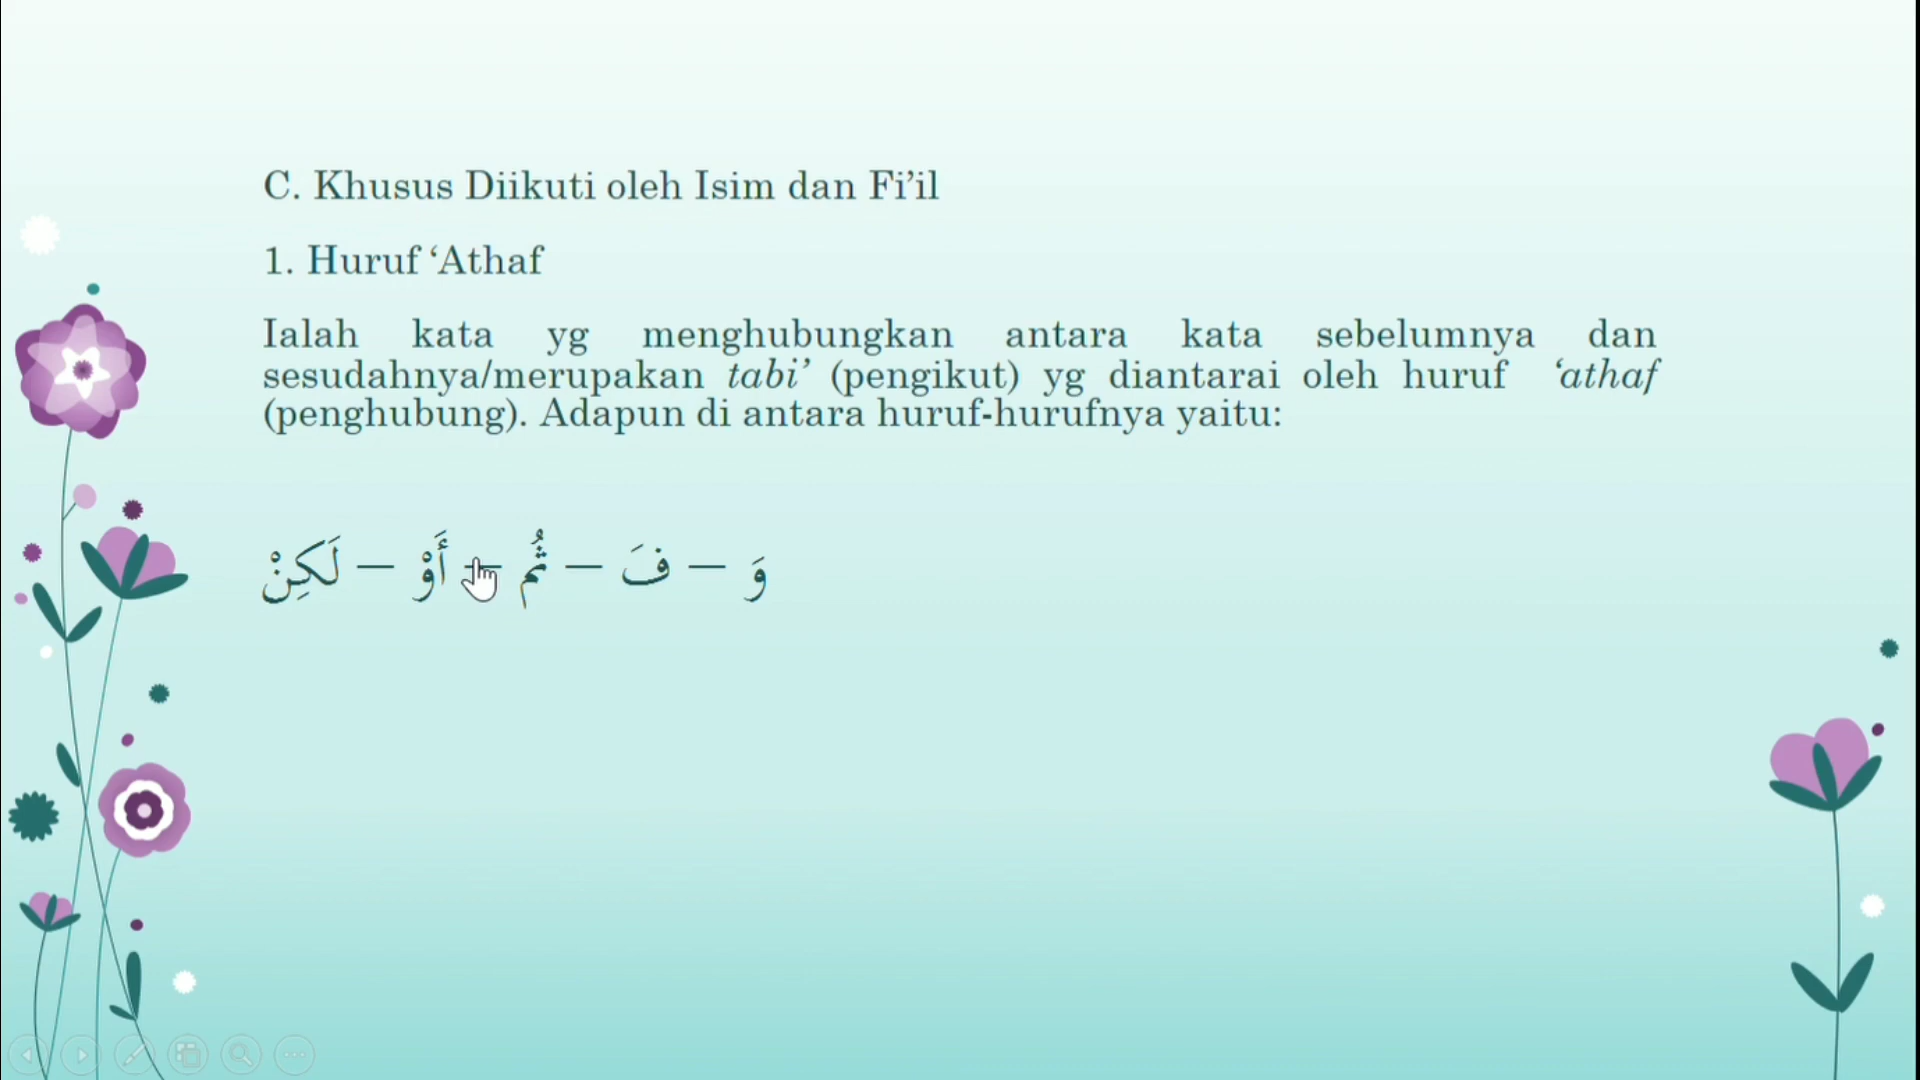 C. Khusus Diikuti oleh Isim dan Fi’il
1. Huruf ‘Athaf
Ialah kata yg menghubungkan antara kata sebelumnya dan
sesudahnya/merupakan tabi’ (pengikut) yg diantarai oleh huruf ‘athaf
(penghubung). Adapun di antara huruf-hurufnya yaitu:
وَ – فَ – ثُم – أَوْ – لَكِنْ